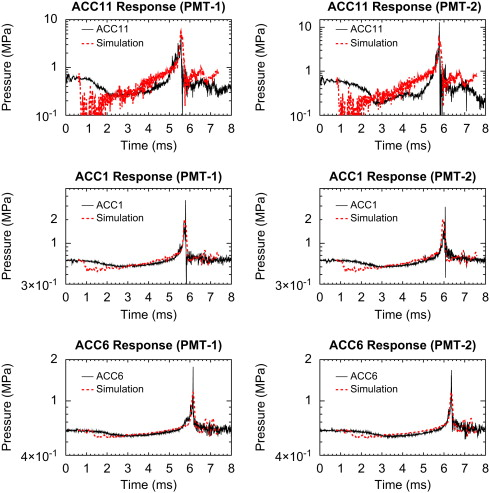 ACC11 Response (PMT-1)
Pressure (MPa)
10
1
10⁻¹
ACC11
Simulation
0 1 2 3 4 5 6 7 8
Time (ms)
ACC11 Response (PMT-2)
Pressure (MPa)
10
1
10⁻¹
ACC11
Simulation
0 1 2 3 4 5 6 7 8
Time (ms)
ACC1 Response (PMT-1)
Pressure (MPa)
2
1
3×10⁻¹
ACC1
Simulation
0 1 2 3 4 5 6 7 8
Time (ms)
ACC1 Response (PMT-2)
Pressure (MPa)
2
1
3×10⁻¹
ACC1
Simulation
0 1 2 3 4 5 6 7 8
Time (ms)
ACC6 Response (PMT-1)
Pressure (MPa)
2
1
4×10⁻¹
ACC6
Simulation
0 1 2 3 4 5 6 7 8
Time (ms)
ACC6 Response (PMT-2)
Pressure (MPa)
2
1
4×10⁻¹
ACC6
Simulation
0 1 2 3 4 5 6 7 8
Time (ms)